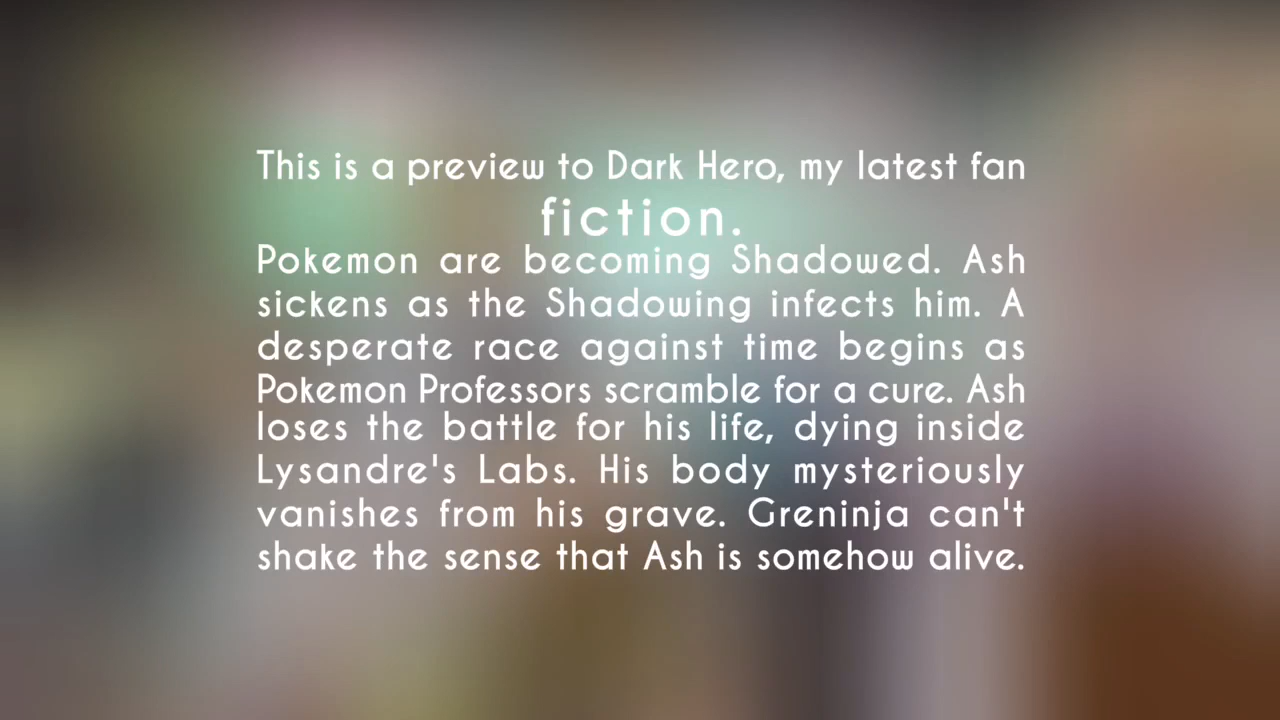 This is a preview to Dark Hero, my latest fan
fiction.
Pokemon are becoming Shadowed. Ash
sickens as the Shadowing infects him. A
desperate race against time begins as
Pokemon Professors scramble for a cure. Ash
loses the battle for his life, dying inside
Lysandre's Labs. His body mysteriously
vanishes from his grave. Greninja can't
shake the sense that Ash is somehow alive.